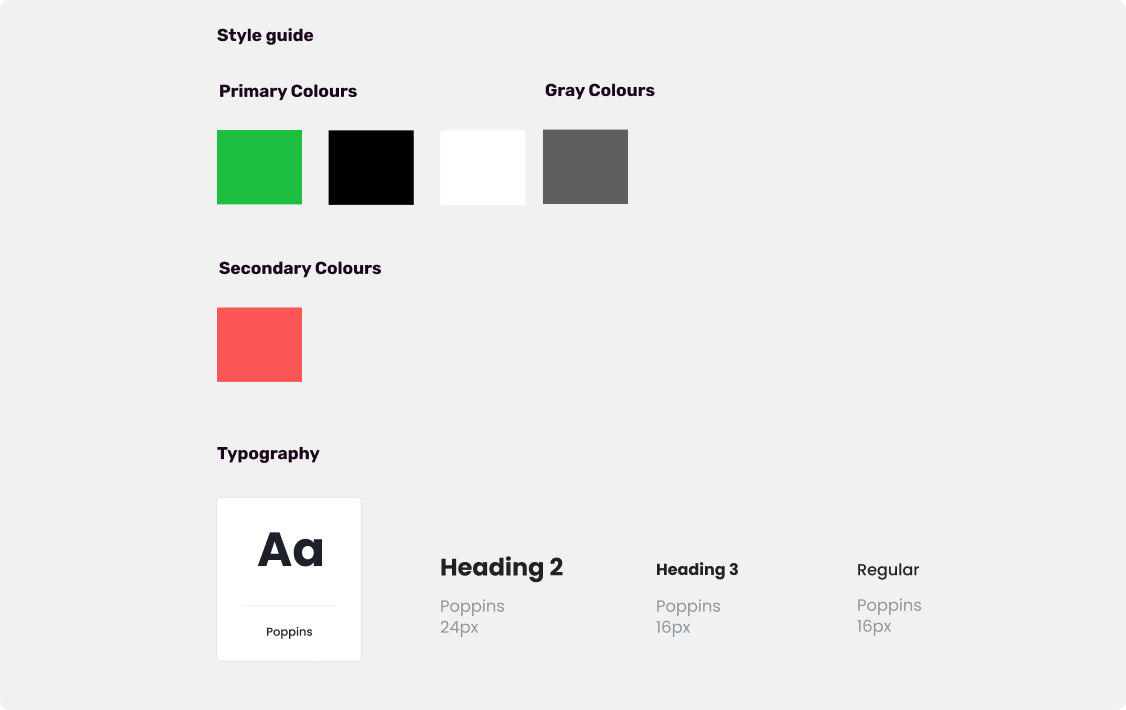 Style guide
Primary Colours
Gray Colours
Secondary Colours
Typography
Aa
Poppins
Heading 2
Poppins
24px
Heading 3
Poppins
16px
Regular
Poppins
16px